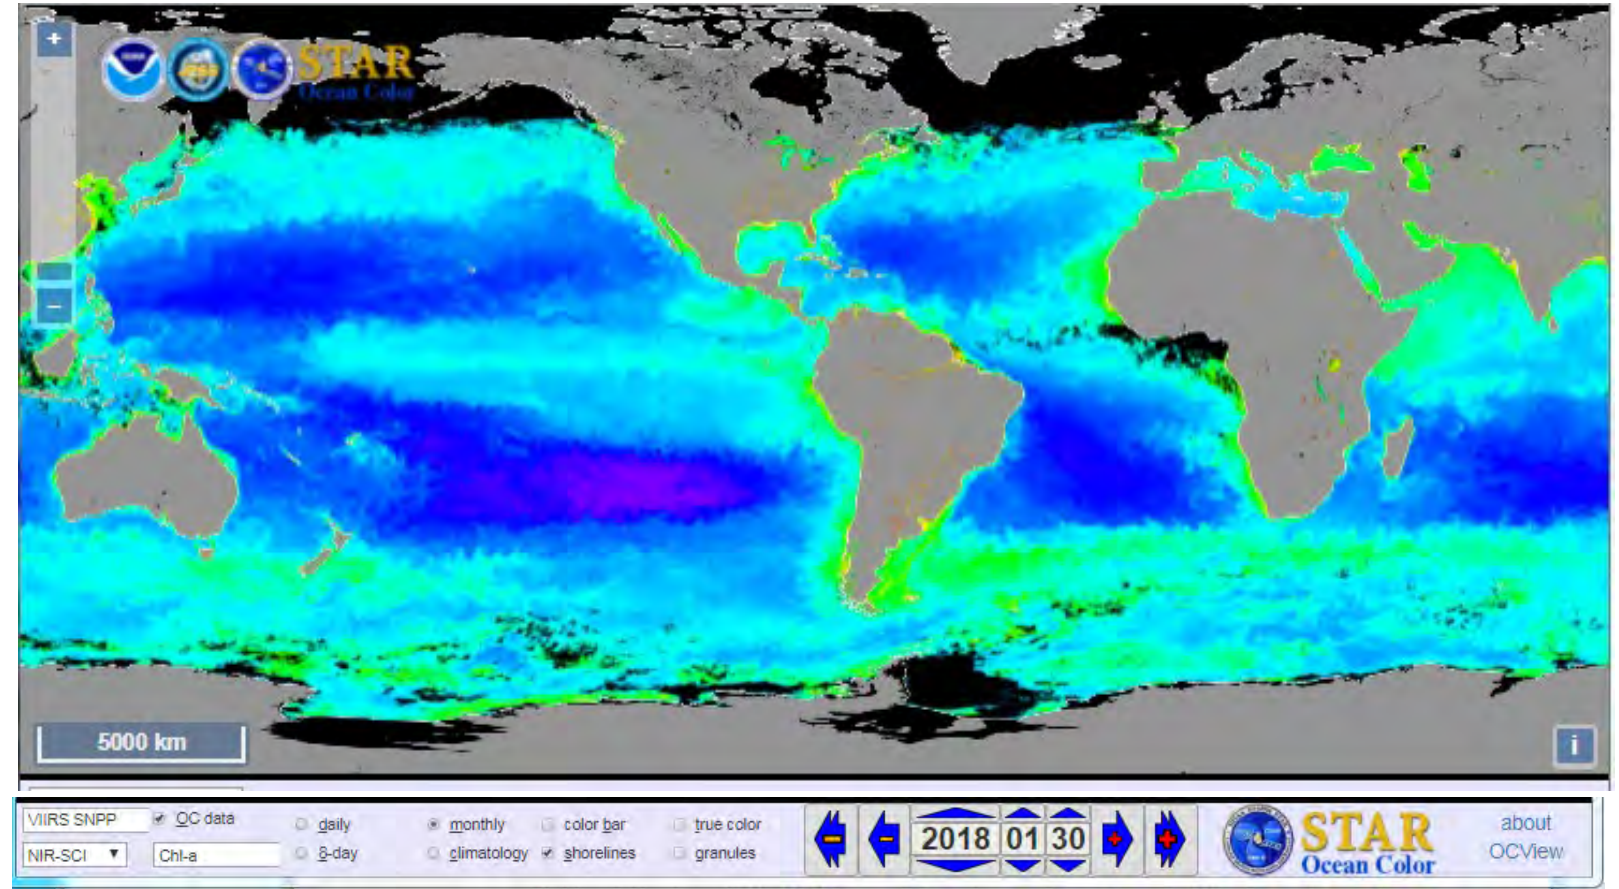 +
STAR
Ocean Color
−
5000 km
i
VIIRS SNPP
OC data
daily
monthly
color bar
true color
2018 01 30
STAR
Ocean Color
about
OCView
NIR-SCI
Chl-a
8-day
climatology
shorelines
granules